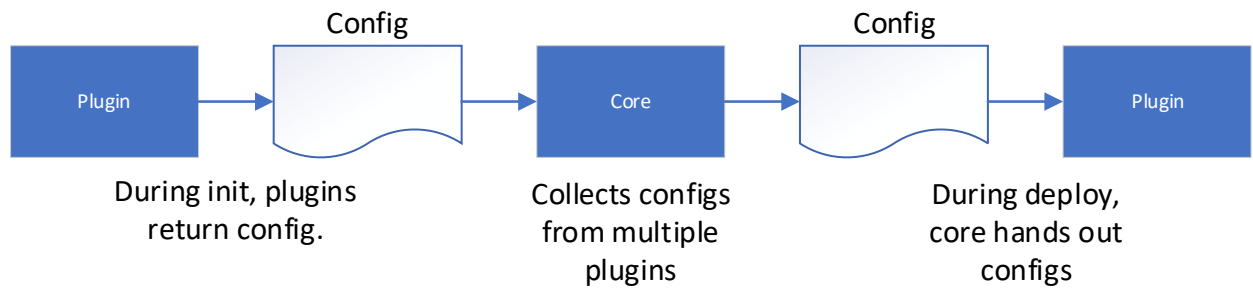 Config
Config
Plugin
Core
Plugin
During init, plugins
return config.
Collects configs
from multiple
plugins
During deploy,
core hands out
configs